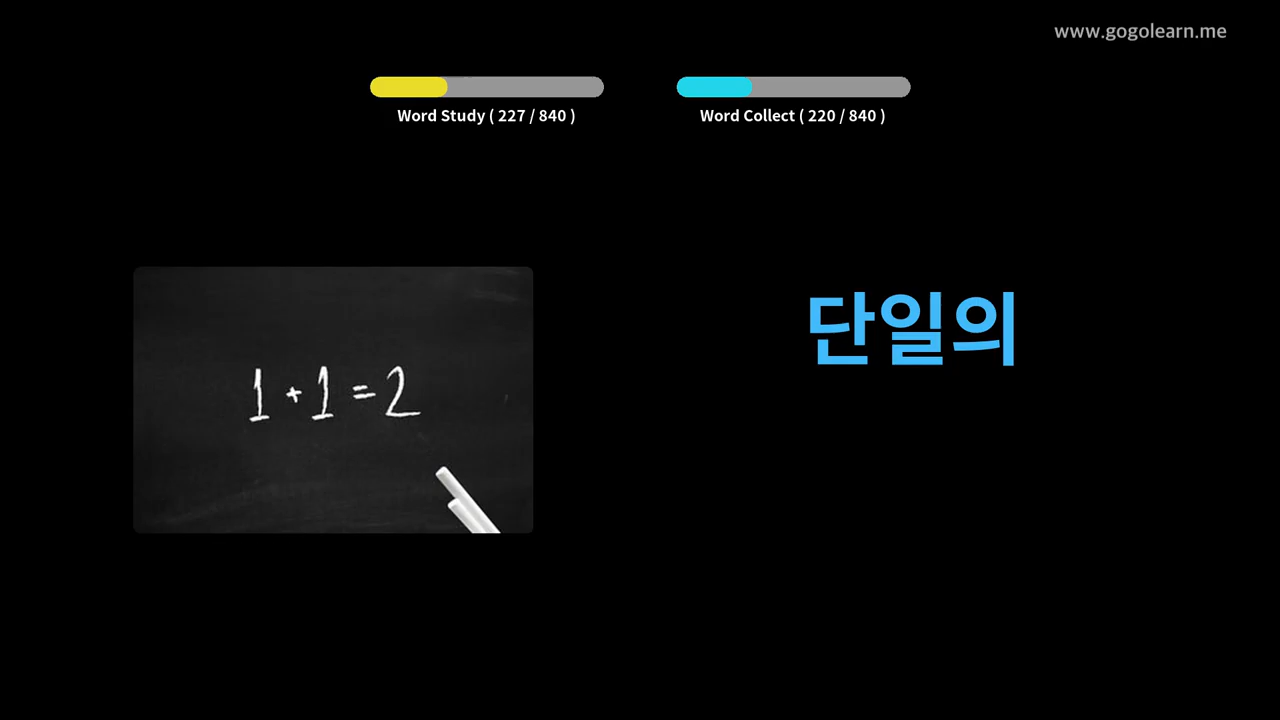 www.gogolearn.me
Word Study ( 227 / 840 )
Word Collect ( 220 / 840 )
단일의
1 + 1 = 2